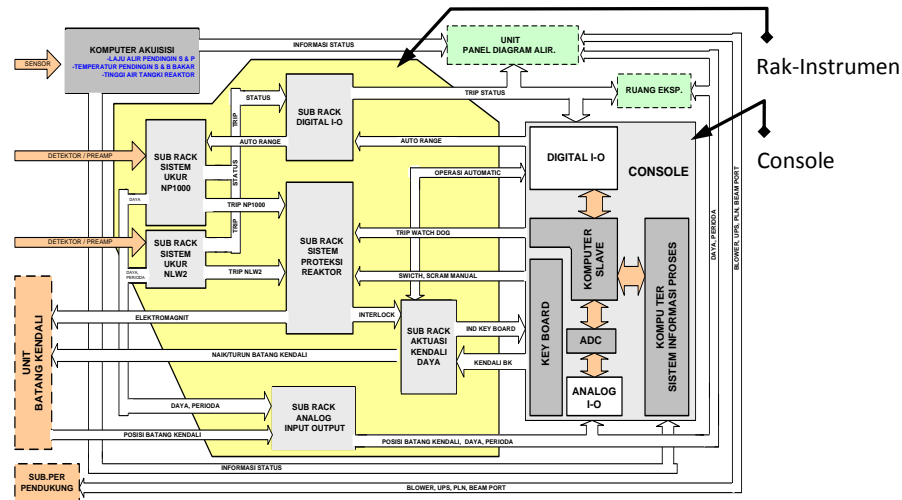 KOMPUTER AKUISISI
-LAJU ALIR PENDINGIN S & P
-TEMPERATUR PENDINGIN S & B BAKAR
-TINGGI AIR TANGKI REAKTOR
SENSOR
INFORMASI STATUS
UNIT
PANEL DIAGRAM ALIR.
Rak-Instrumen
RUANG EKSP.
TRIP STATUS
SUB RACK
DIGITAL I-O
STATUS
TRIP
AUTO RANGE
AUTO RANGE
STATUS
TRIP
DETEKTOR / PREAMP
SUB RACK
SISTEM
UKUR
NP1000
DAYA
TRIP NP1000
DETEKTOR / PREAMP
SUB RACK
SISTEM
UKUR
NLW2
DAYA,
PERIODA
TRIP NLW2
SUB RACK
SISTEM
PROTEKSI
REAKTOR
OPERASI AUTOMATIC
TRIP WATCH DOG
SWICTH, SCRAM MANUAL
Console
DIGITAL I-O
CONSOLE
KOMPUTER
SLAVE
KEY BOARD
ADC
ANALOG
I-O
KOMPUTER
SISTEM INFORMASI PROSES
DAYA, PERIODA
BLOWER, UPS, PLN, BEAM PORT
UNIT
BATANG KENDALI
ELEKTROMAGNIT
INTERLOCK
SUB RACK
AKTUASI
KENDALI
DAYA
IND KEY BOARD
KENDALI BK
NAIK/TURUN BATANG KENDALI
DAYA, PERIODA
SUB RACK
ANALOG
INPUT OUTPUT
POSISI BATANG KENDALI
POSISI BATANG KENDALI, DAYA, PERIODA
INFORMASI STATUS
SUB.PER
PENDUKUNG
BLOWER, UPS, PLN, BEAM PORT